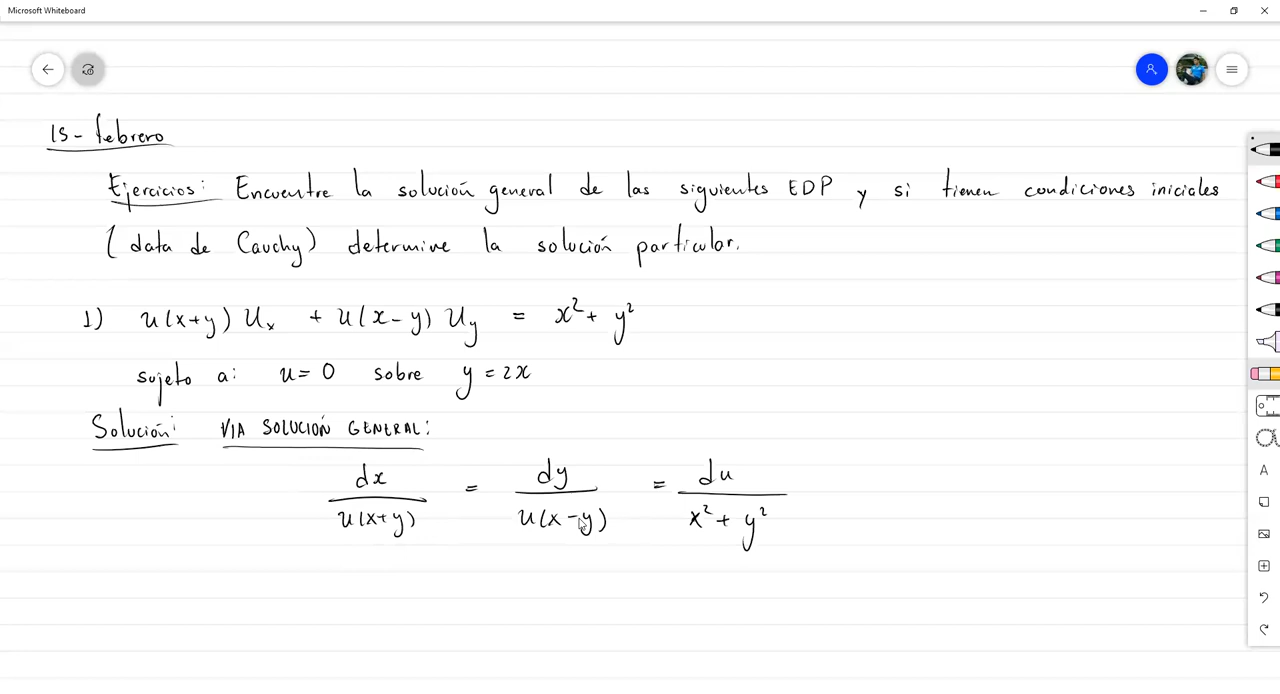 Microsoft Whiteboard
15 - febrero
Ejercicios: Encuentre la solución general de las siguientes EDP y si tienen condiciones iniciales
(data de Cauchy) determine la solución particular.
1) u(x+y) Ux + u(x-y) Uy = x² + y²
sujeto a: u = 0 sobre y = 2x
Solución: VIA SOLUCIÓN GENERAL:
dx/u(x+y) = dy/u(x-y) = du/x² + y²
A